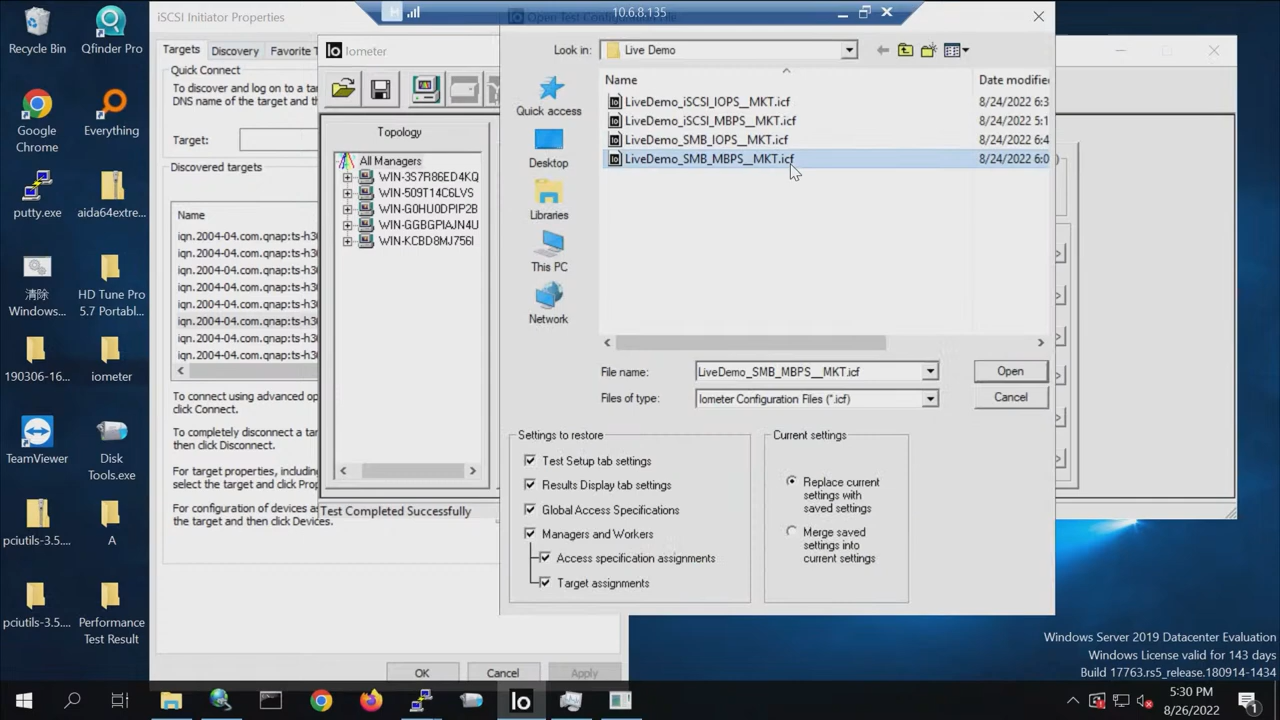 10.6.8.135
Recycle Bin
Qfinder Pro
Google Chrome
Everything
putty.exe
aida64extre...
清除
Windows...
HD Tune Pro
5.7 Portabl...
190306-16...
iometer
TeamViewer
Disk
Tools.exe
pciutils-3.5....
A
pciutils-3.5....
Performance
Test Result
iSCSI Initiator Properties
Targets
Discovery
Favorite T
Quick Connect
To discover and log on to a ta
DNS name of the target and th
Target:
Discovered targets
Name
iqn.2004-04.com.qnap:ts-h30
iqn.2004-04.com.qnap:ts-h30
iqn.2004-04.com.qnap:ts-h30
iqn.2004-04.com.qnap:ts-h30
iqn.2004-04.com.qnap:ts-h30
iqn.2004-04.com.qnap:ts-h30
iqn.2004-04.com.qnap:ts-h30
iqn.2004-04.com.qnap:ts-h30
To connect using advanced op
click Connect.
To completely disconnect a tar
then click Disconnect.
For target properties, including
select the target and click Prop
For configuration of devices as
the target and then click Devices.
OK
Cancel
Apply
Iometer
Topology
All Managers
WIN-3S7R86ED4KQ
WIN-509T14C6LVS
WIN-G0HU0DPIP2B
WIN-GGBGPIAJN4U
WIN-KCBD8MJ756I
Test Completed Successfully
Look in:
Live Demo
Quick access
Desktop
Libraries
This PC
Network
Name
Date modifie
LiveDemo_iSCSI_IOPS__MKT.icf 8/24/2022 6:3
LiveDemo_iSCSI_MBPS__MKT.icf 8/24/2022 5:1
LiveDemo_SMB_IOPS__MKT.icf 8/24/2022 6:4
LiveDemo_SMB_MBPS__MKT.icf 8/24/2022 6:0
File name:
LiveDemo_SMB_MBPS__MKT.icf
Open
Files of type:
Iometer Configuration Files (*.icf)
Cancel
Settings to restore
Test Setup tab settings
Results Display tab settings
Global Access Specifications
Managers and Workers
Access specification assignments
Target assignments
Current settings
Replace current
settings with
saved settings
Merge saved
settings into
current settings
Windows Server 2019 Datacenter Evaluation
Windows License valid for 143 days
Build 17763.rs5_release.180914-1434
5:30 PM
8/26/2022
1